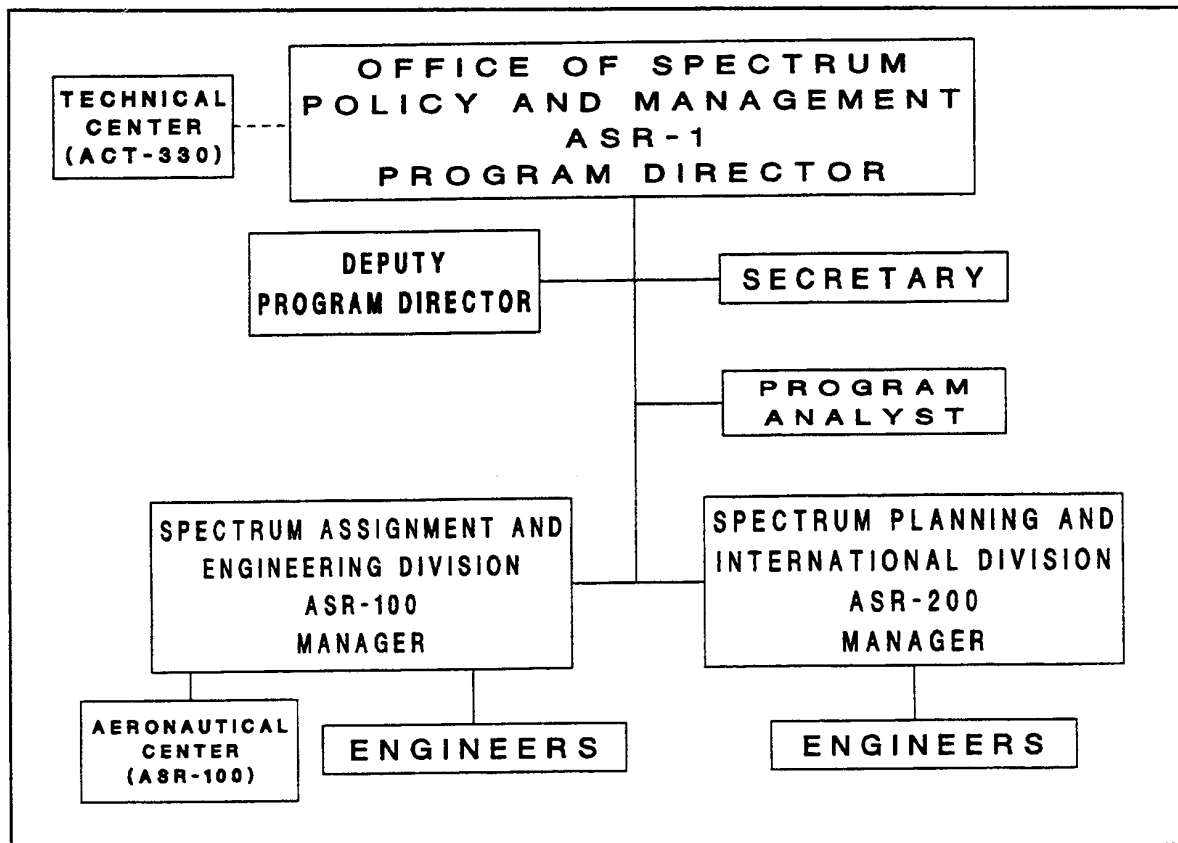 OFFICE OF SPECTRUM
POLICY AND MANAGEMENT
ASR-1
PROGRAM DIRECTOR
TECHNICAL
CENTER
(ACT-330)
DEPUTY
PROGRAM DIRECTOR
SECRETARY
PROGRAM
ANALYST
SPECTRUM ASSIGNMENT AND
ENGINEERING DIVISION
ASR-100
MANAGER
SPECTRUM PLANNING AND
INTERNATIONAL DIVISION
ASR-200
MANAGER
AERONAUTICAL
CENTER
(ASR-100)
ENGINEERS
ENGINEERS